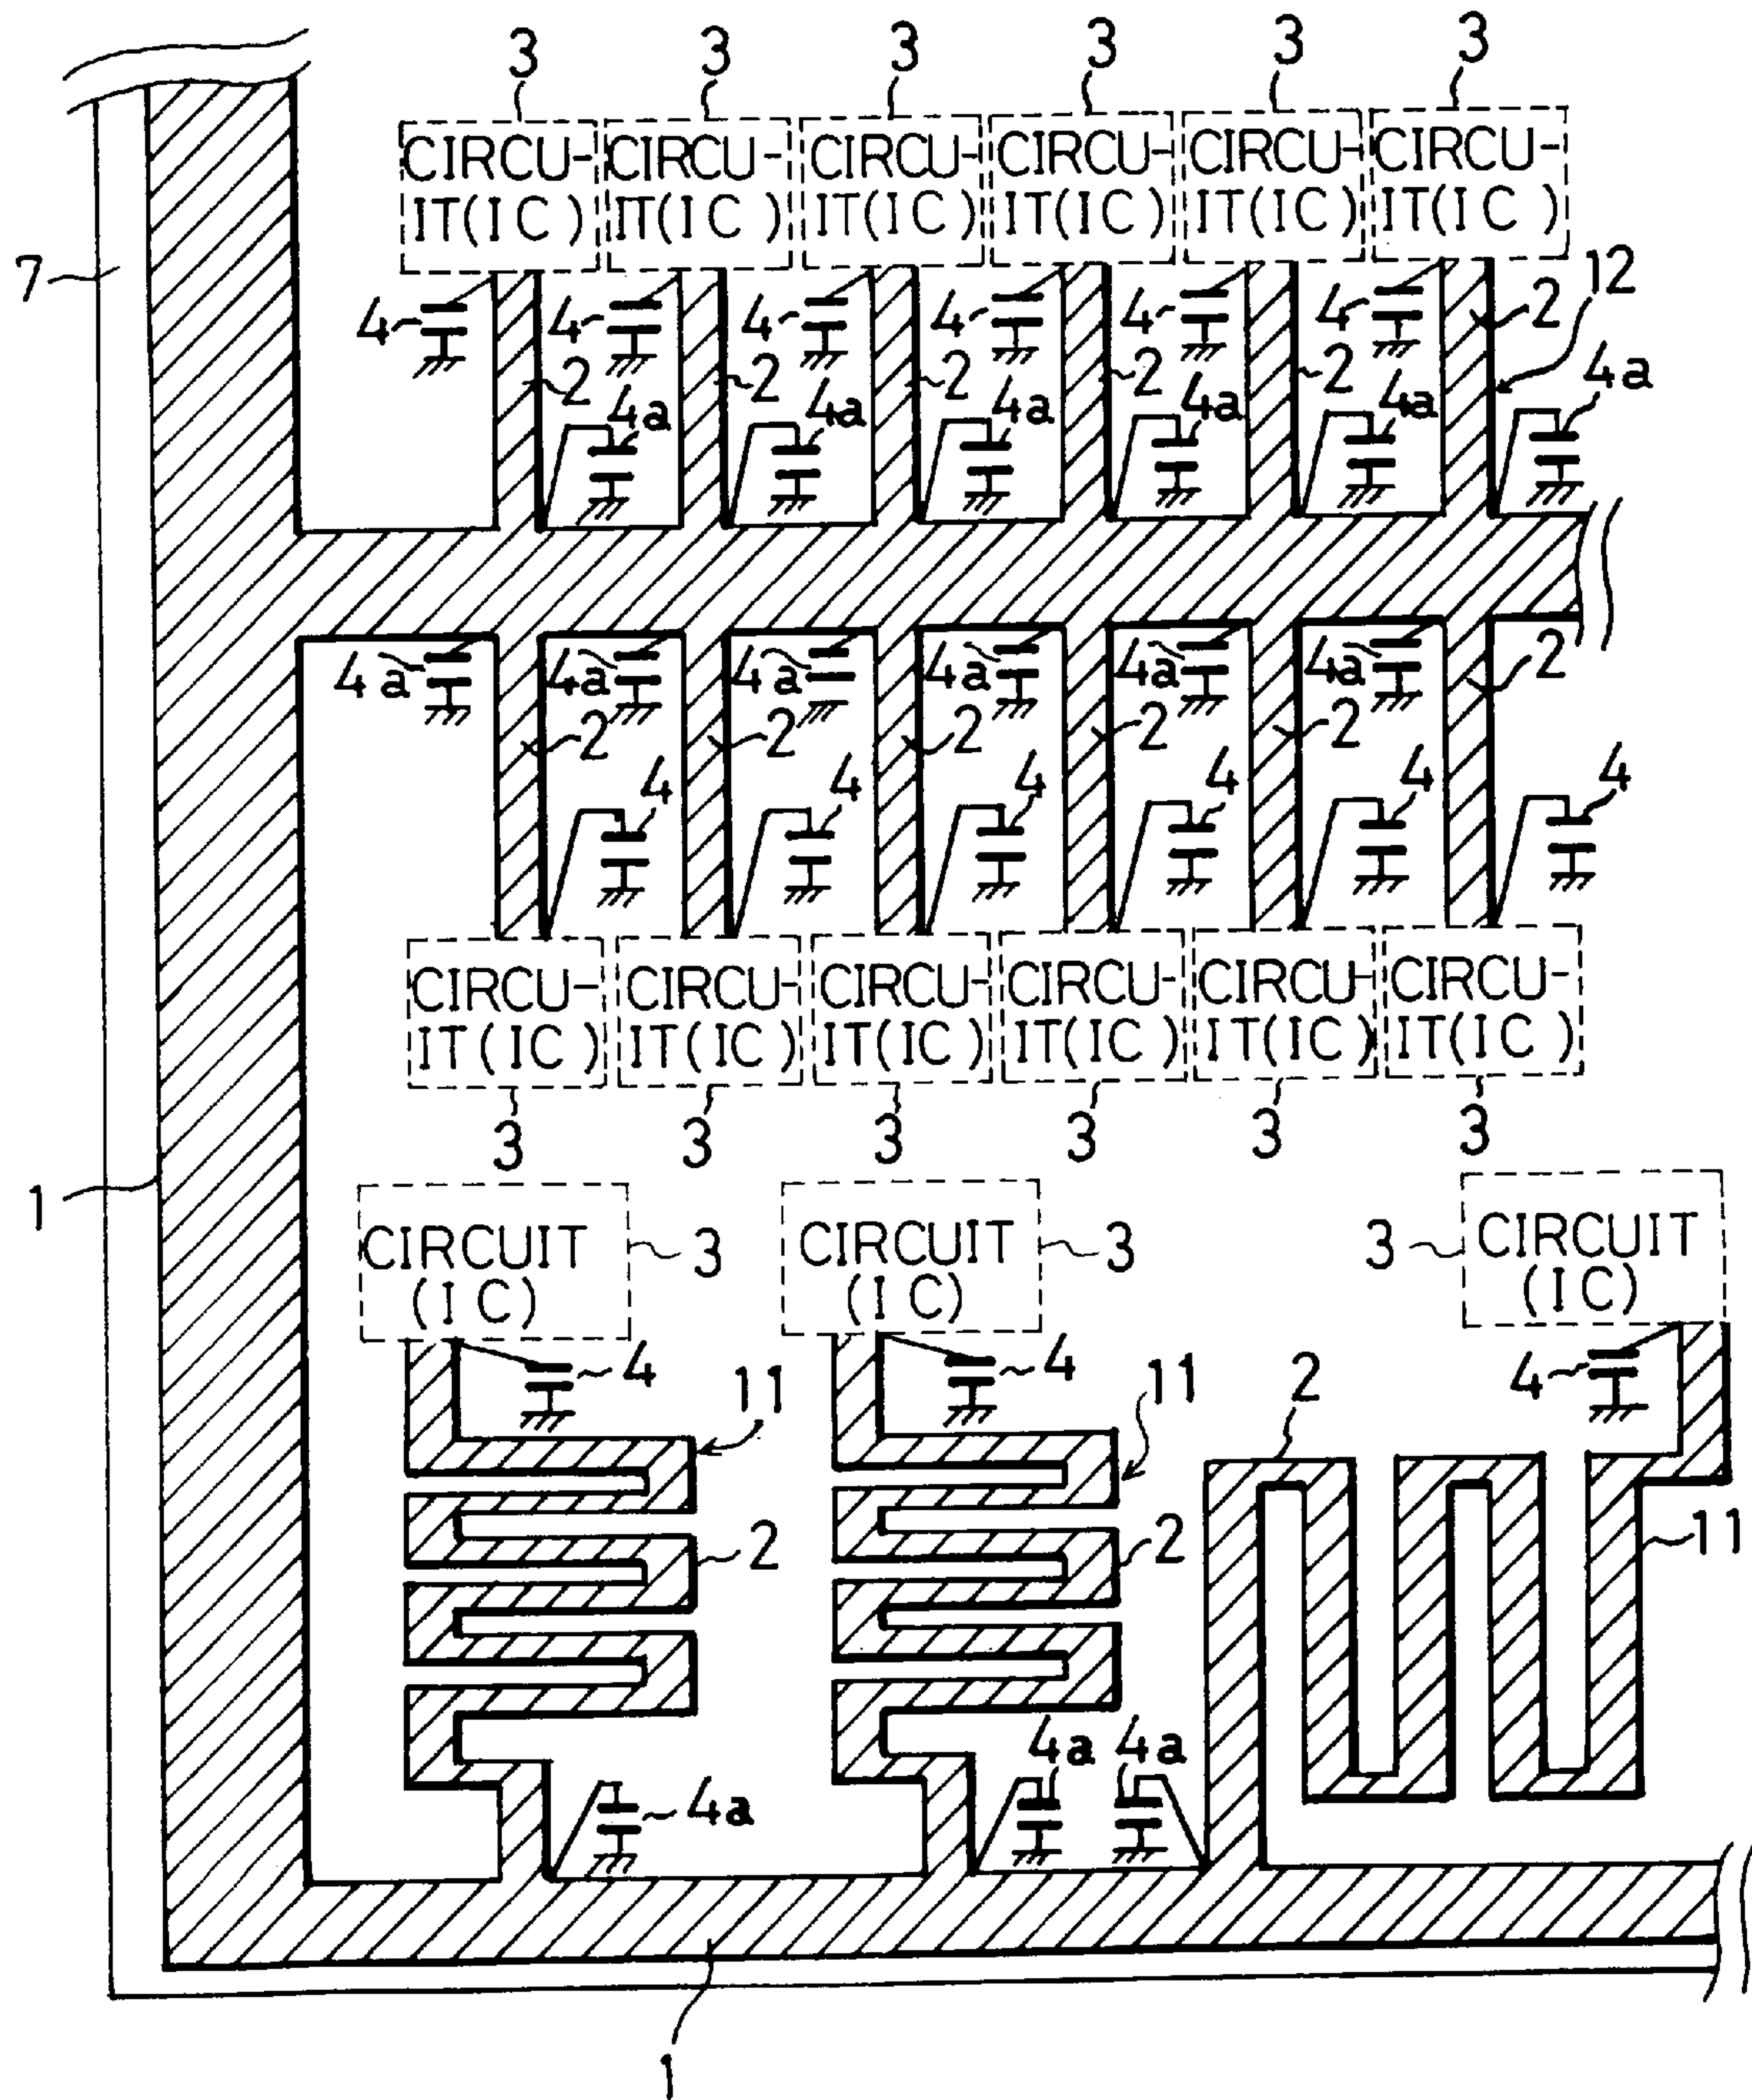 3 3 3 3 3 3
CIRCU- CIRCU- CIRCU- CIRCU- CIRCU- CIRCU-
IT(IC) IT(IC) IT(IC) IT(IC) IT(IC) IT(IC)
7 12
4 4 4 4 4 4 2
2 2 2 2 2 4a
4a 4a 4a 4a 4a
4a 4a 4a 4a 4a 4a 2
2 2 2 2 2
4 4 4 4 4 4
CIRCU- CIRCU- CIRCU- CIRCU- CIRCU- CIRCU-
IT(IC) IT(IC) IT(IC) IT(IC) IT(IC) IT(IC)
3 3 3 3 3 3
1
CIRCUIT 3 CIRCUIT 3 3 CIRCUIT
(IC) (IC) (IC)
4 11 4 11 2 4
2 2 11
4a 4a 4a
1